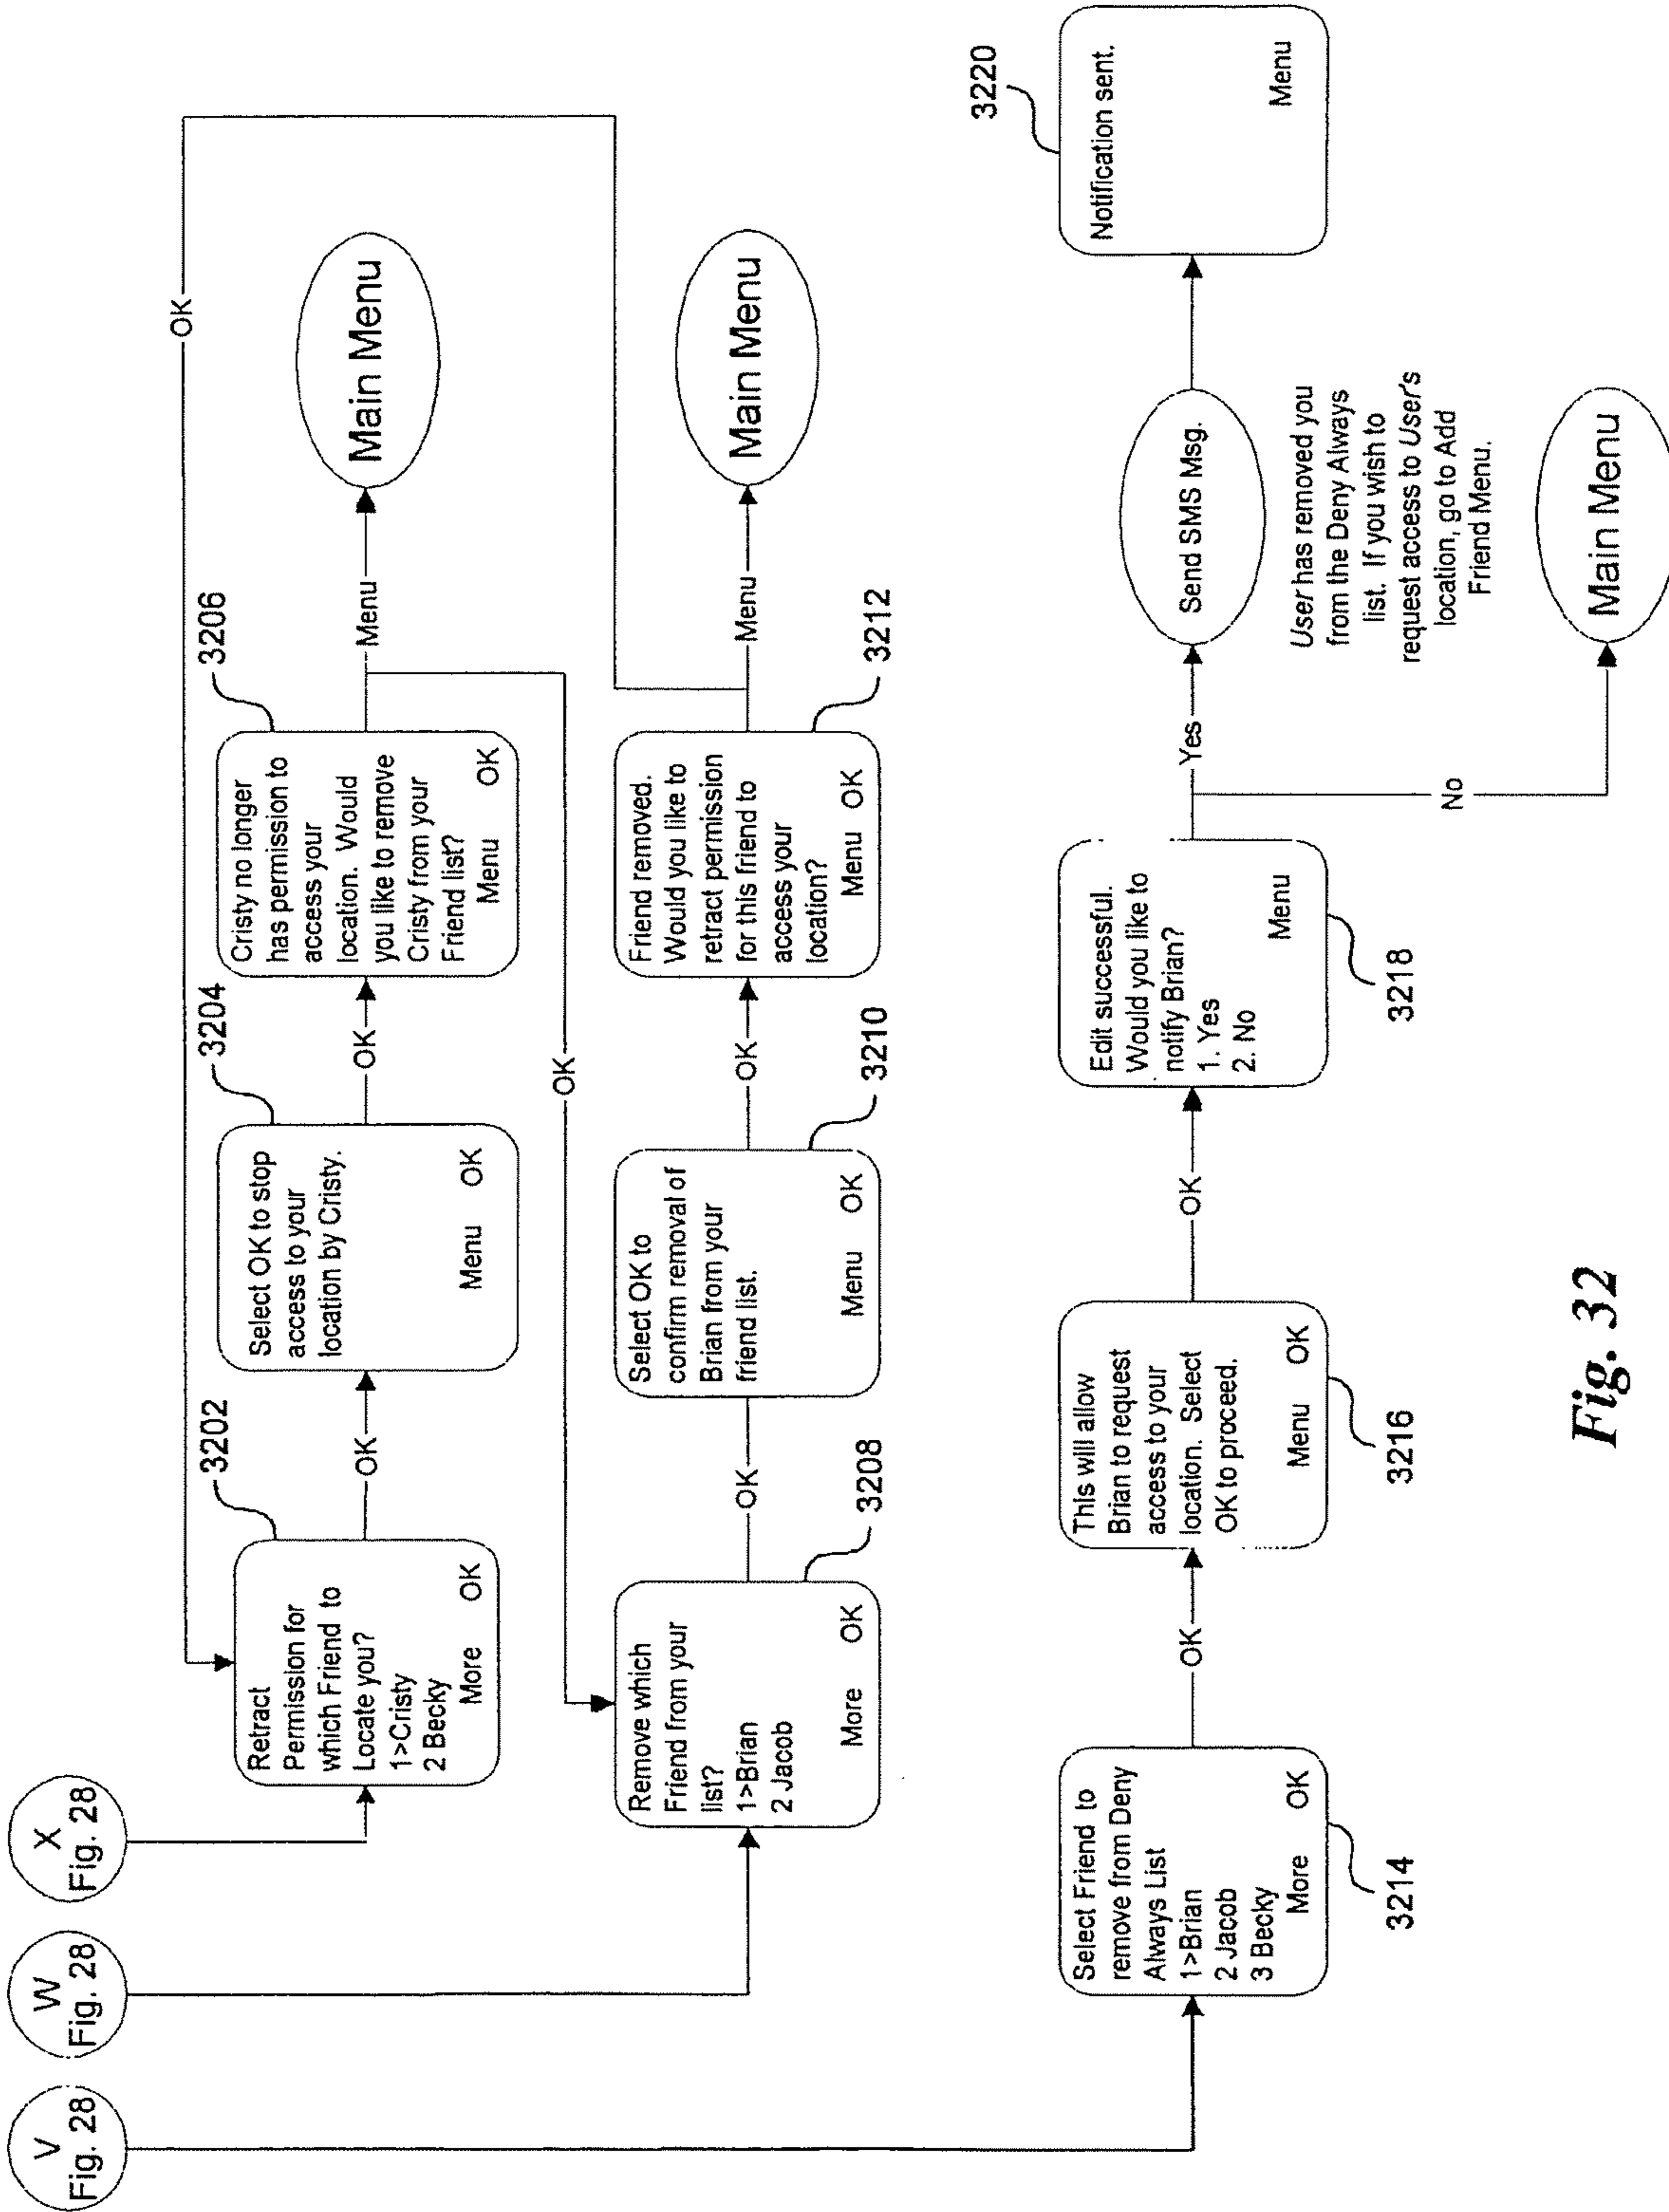 V
Fig. 28
W
Fig. 28
X
Fig. 28
OK
3202
Retract
Permission for
which Friend to
Locate you?
1>Cristy
2 Becky
More OK
OK
3204
Select OK to stop
access to your
location by Cristy.
Menu OK
OK
3206
Cristy no longer
has permission to
access your
location. Would
you like to remove
Cristy from your
Friend list?
Menu OK
Menu
Main Menu
OK
Remove which
Friend from your
list?
1>Brian
2 Jacob
More OK
3208
OK
Select OK to
confirm removal of
Brian from your
friend list.
Menu OK
3210
OK
Friend removed.
Would you like to
retract permission
for this friend to
access your
location?
Menu OK
3212
Menu
Main Menu
Select Friend to
remove from Deny
Always List
1>Brian
2 Jacob
3 Becky
More OK
3214
OK
This will allow
Brian to request
access to your
location. Select
OK to proceed.
Menu OK
3216
OK
Edit successful.
Would you like to
notify Brian?
1. Yes
2. No
Menu
3218
Yes
Send SMS Msg.
User has removed you
from the Deny Always
list. If you wish to
request access to User's
location, go to Add
Friend Menu.
No
Main Menu
3220
Notification sent.
Menu
Fig. 32